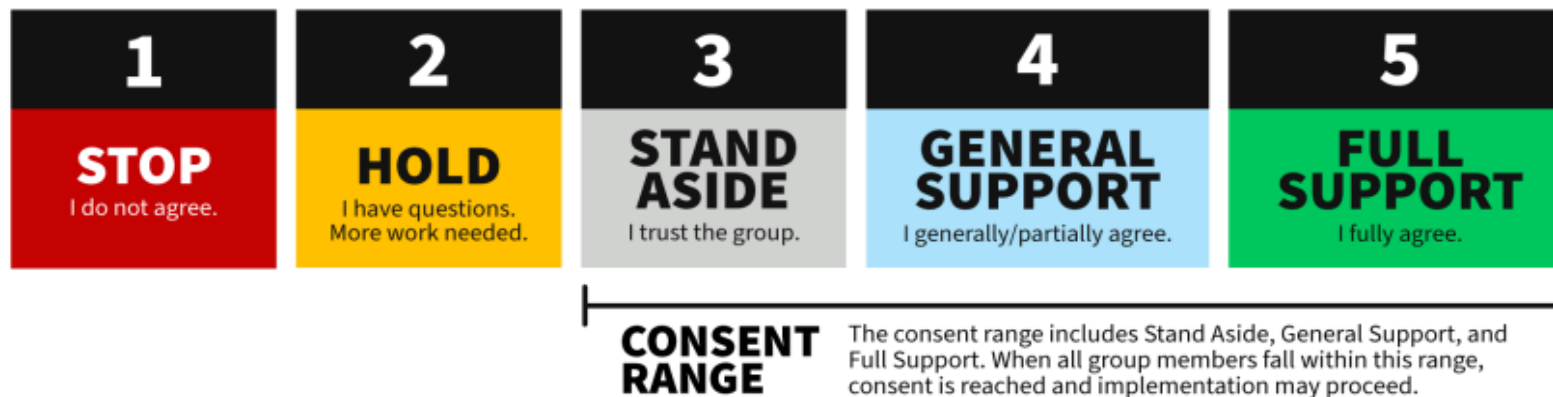 1
STOP
I do not agree.
2
HOLD
I have questions.
More work needed.
3
STAND
ASIDE
I trust the group.
4
GENERAL
SUPPORT
I generally/partially agree.
5
FULL
SUPPORT
I fully agree.
CONSENT
RANGE
The consent range includes Stand Aside, General Support, and
Full Support. When all group members fall within this range,
consent is reached and implementation may proceed.